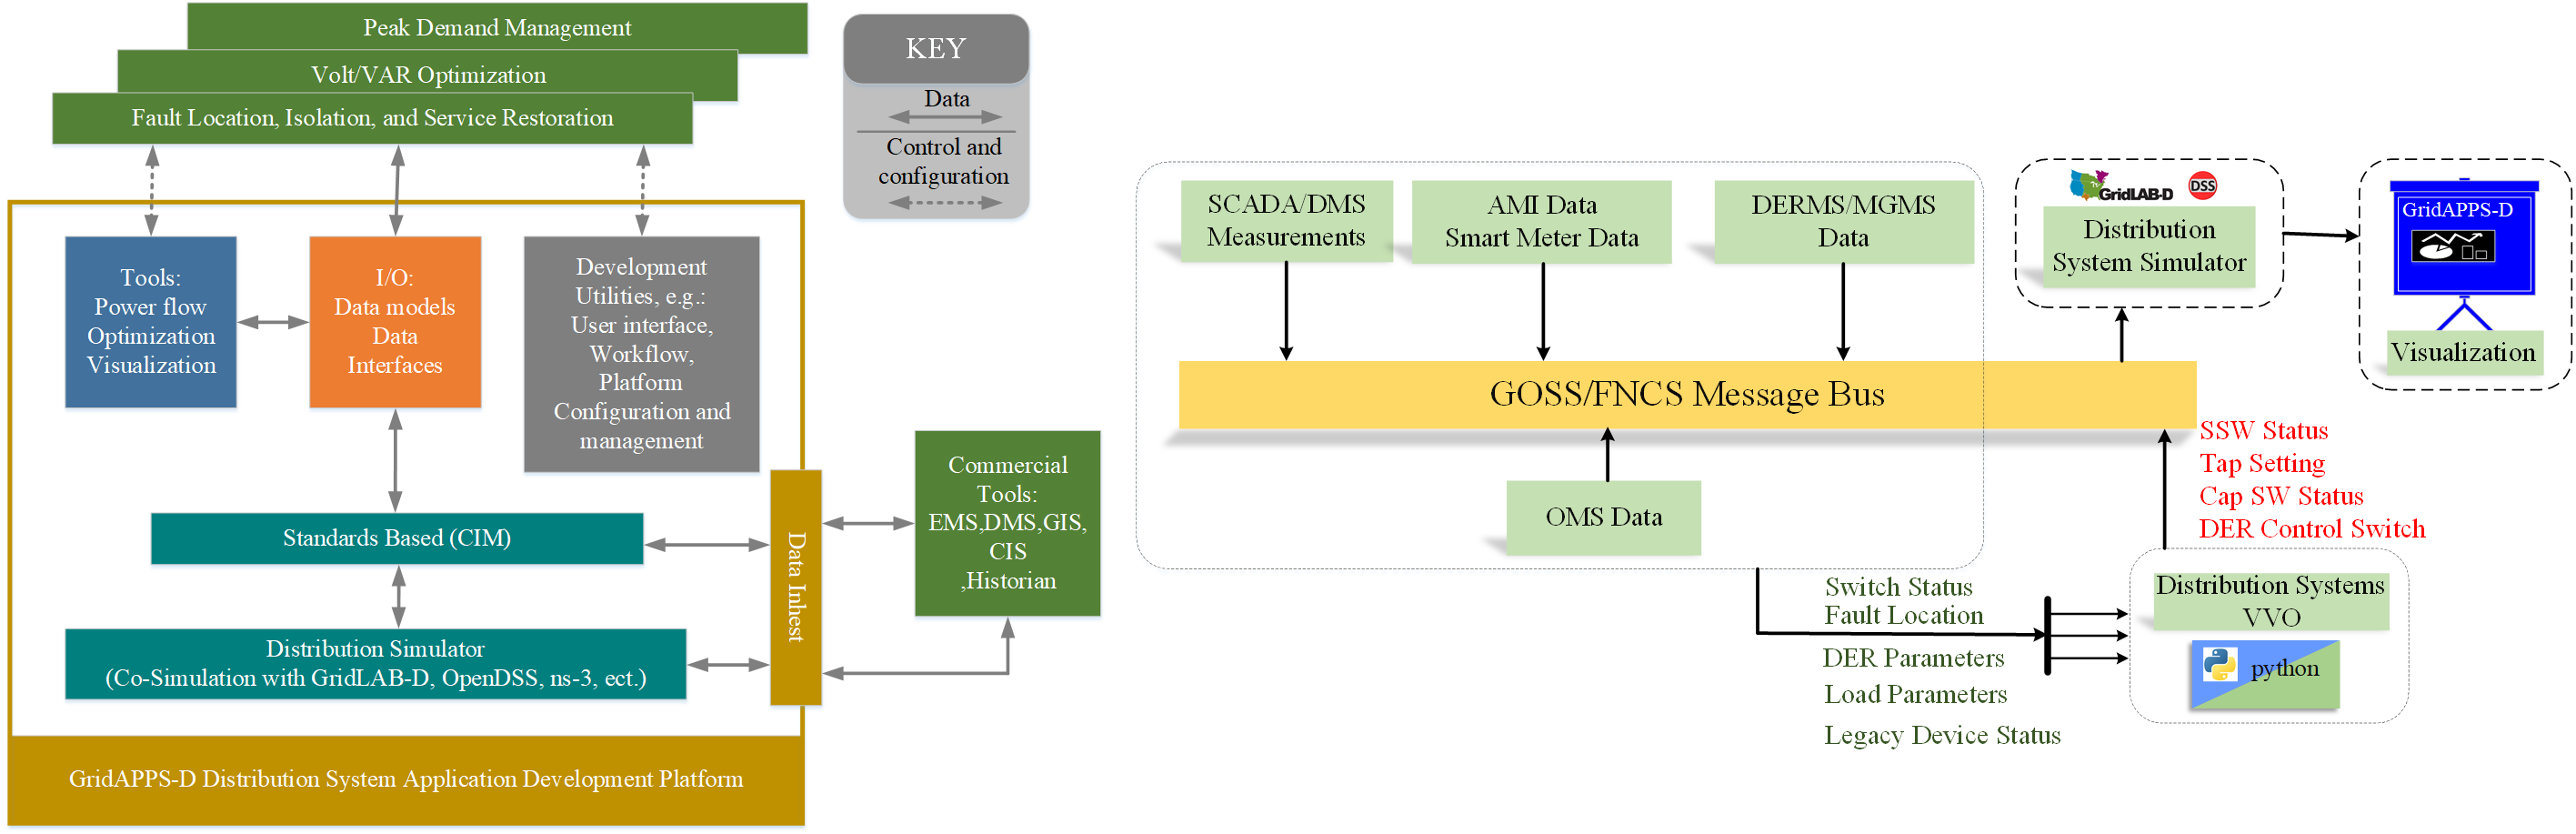 Peak Demand Management
Volt/VAR Optimization
Fault Location, Isolation, and Service Restoration
KEY
Data
Control and
configuration
Tools:
Power flow
Optimization
Visualization
I/O:
Data models
Data
Interfaces
Development
Utilities, e.g.:
User interface,
Workflow,
Platform
Configuration and
management
Standards Based (CIM)
Distribution Simulator
(Co-Simulation with GridLAB-D, OpenDSS, ns-3, ect.)
Data Inhest
Commercial
Tools:
EMS,DMS,GIS,
CIS
,Historian
GridAPPS-D Distribution System Application Development Platform
SCADA/DMS
Measurements
AMI Data
Smart Meter Data
DERMS/MGMS
Data
GOSS/FNCS Message Bus
OMS Data
GridLAB-D
DSS
Distribution
System Simulator
GridAPPS-D
Visualization
SSW Status
Tap Setting
Cap SW Status
DER Control Switch
Switch Status
Fault Location
DER Parameters
Load Parameters
Legacy Device Status
Distribution Systems
VVO
python